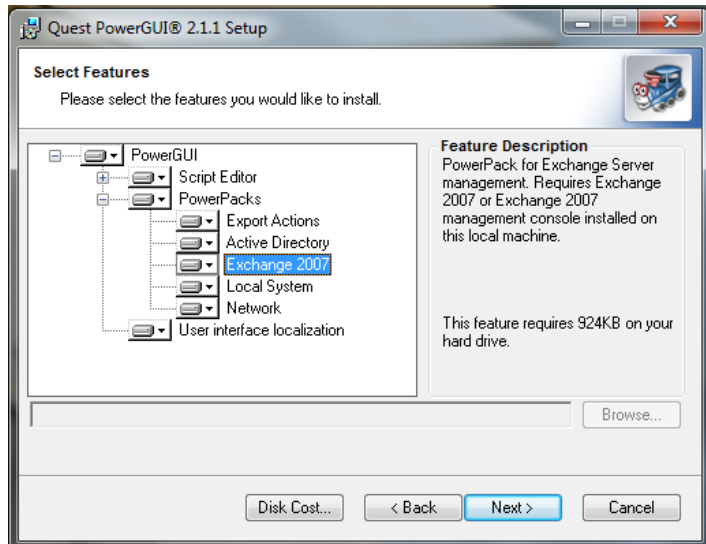 Quest PowerGUI® 2.1.1 Setup
Select Features
Please select the features you would like to install.
PowerGUI
Script Editor
PowerPacks
Export Actions
Active Directory
Exchange 2007
Local System
Network
User interface localization
Feature Description
PowerPack for Exchange Server
management. Requires Exchange
2007 or Exchange 2007
management console installed on
this local machine.
This feature requires 924KB on your
hard drive.
Browse...
Disk Cost...
< Back
Next >
Cancel